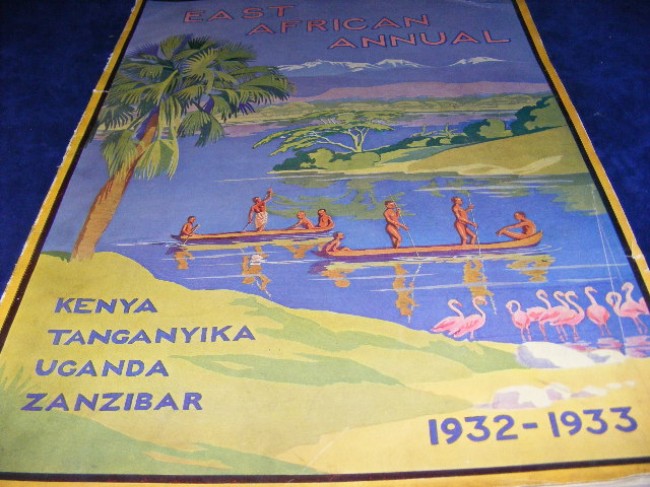 EAST
AFRICAN
ANNUAL
KENYA
TANGANYIKA
UGANDA
ZANZIBAR
1932-1933